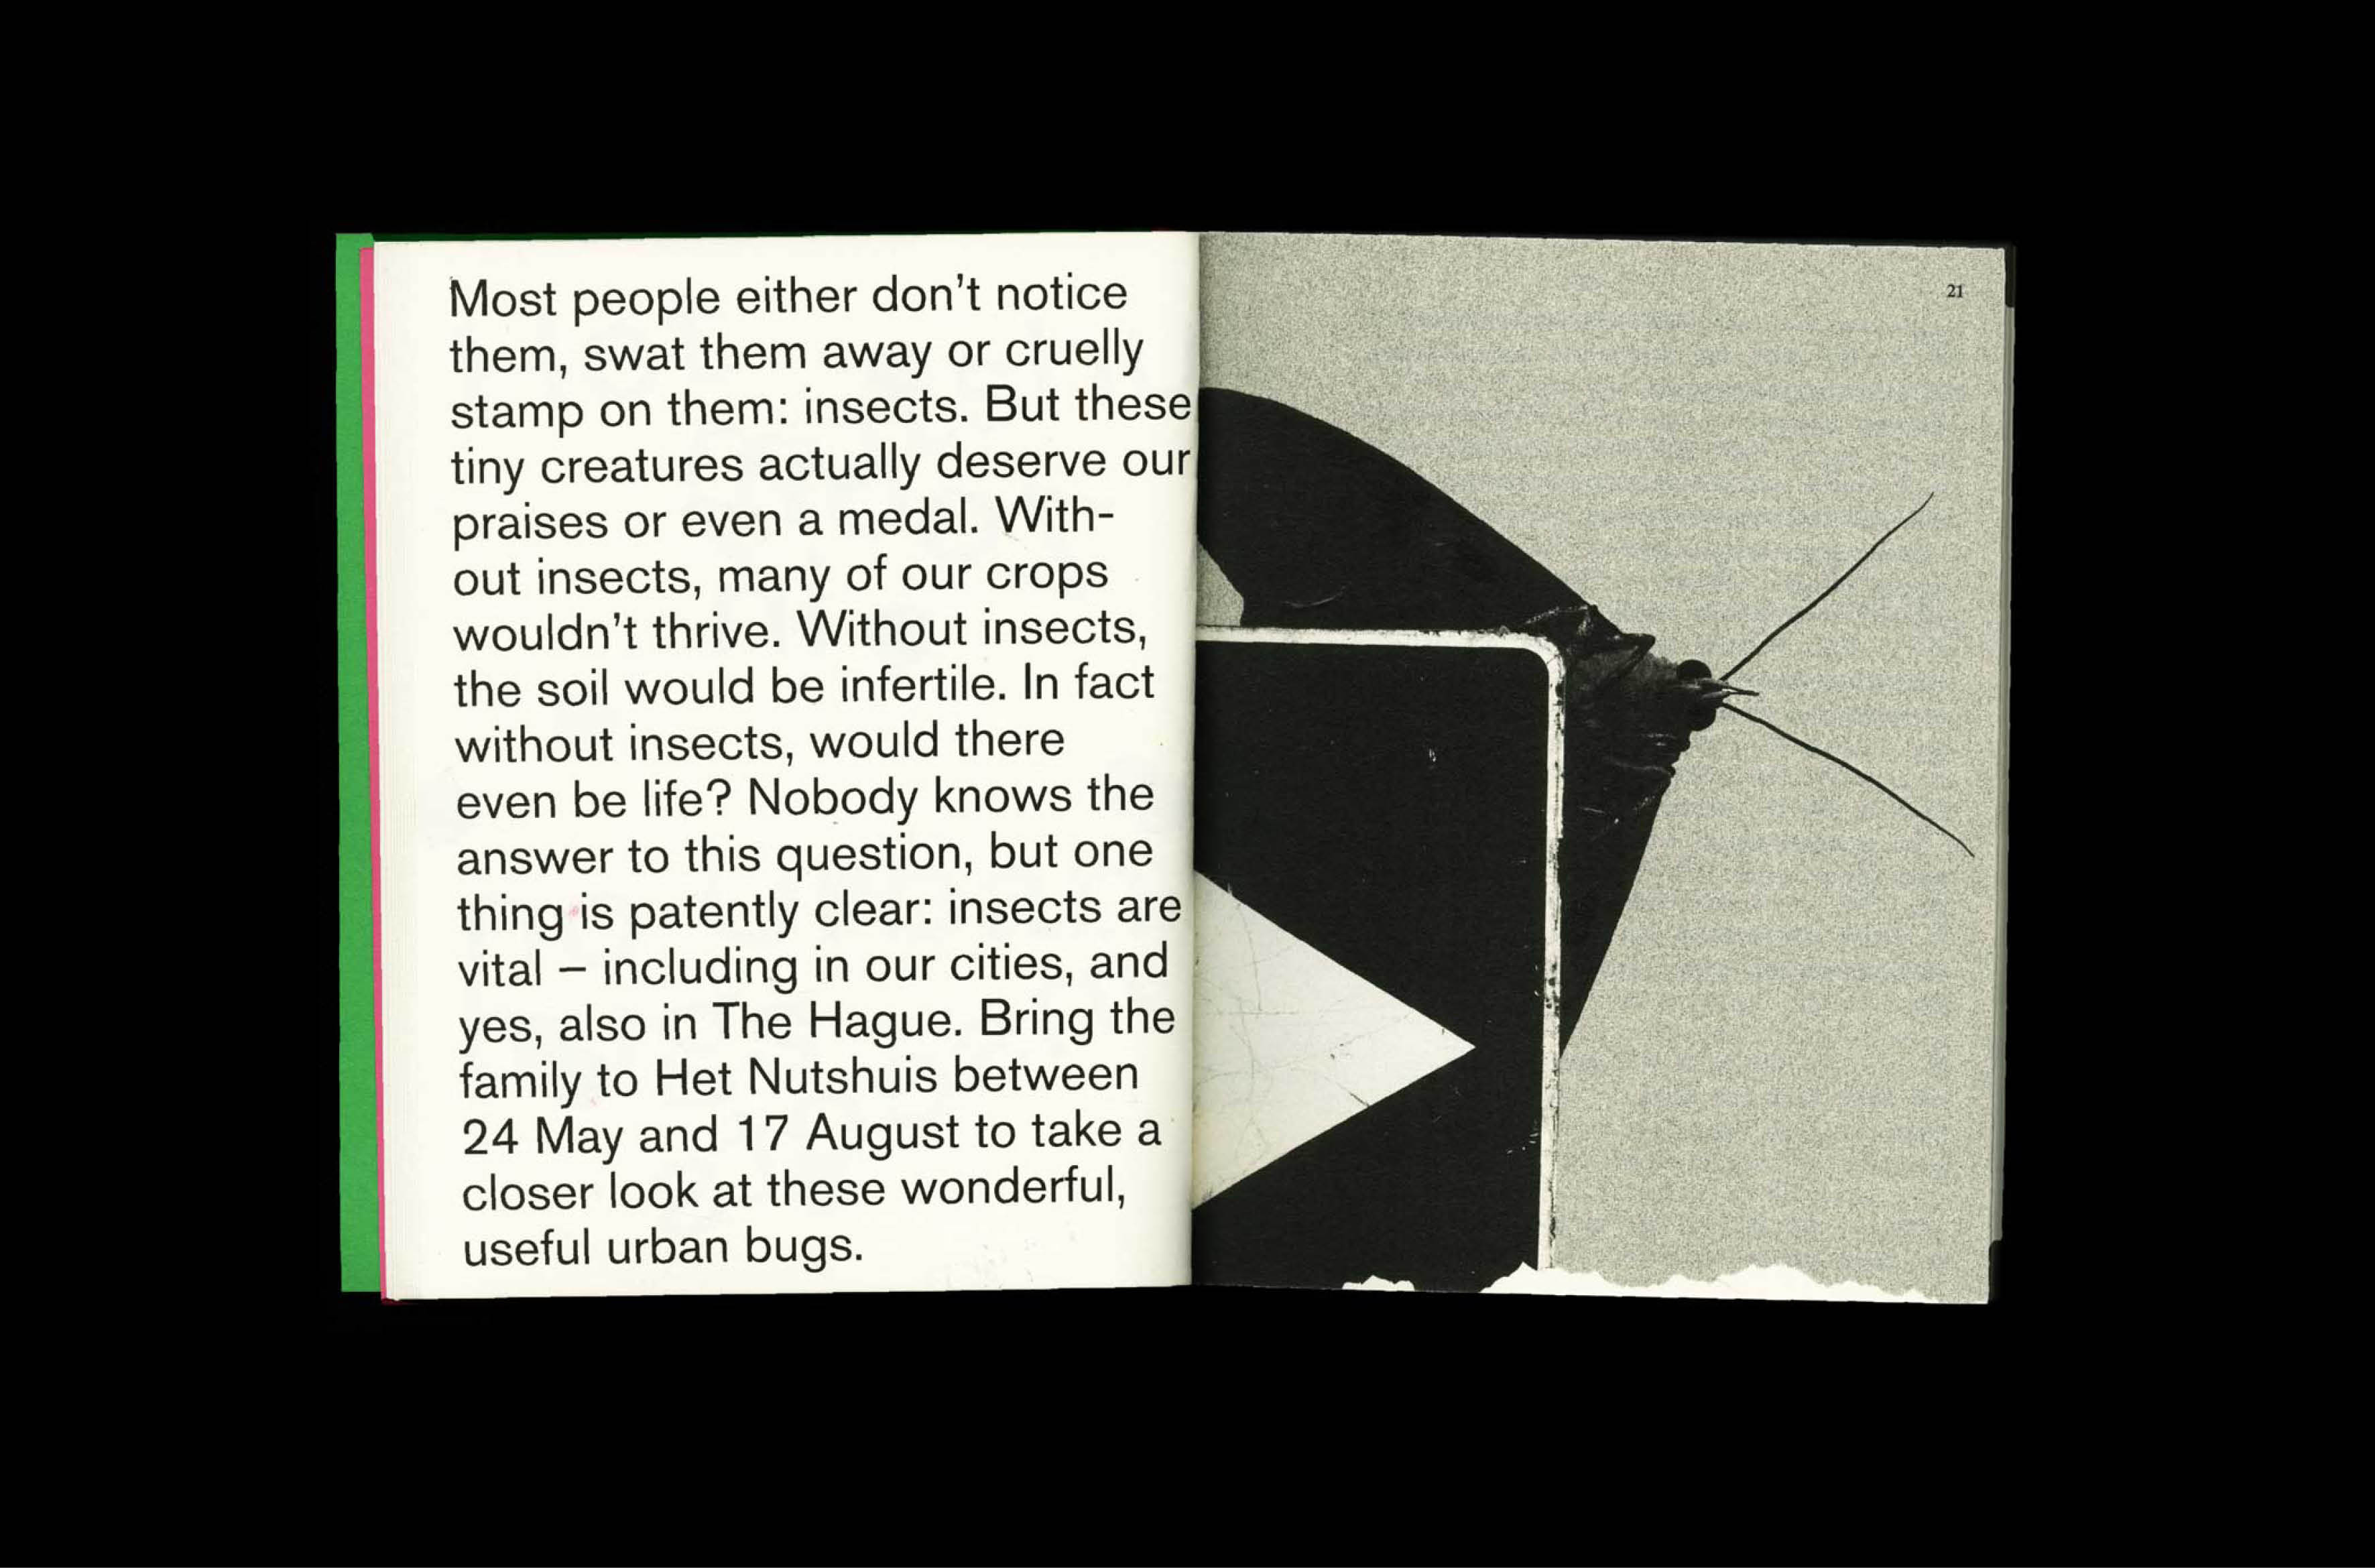 Most people either don’t notice
them, swat them away or cruelly
stamp on them: insects. But these
tiny creatures actually deserve our
praises or even a medal. With-
out insects, many of our crops
wouldn’t thrive. Without insects,
the soil would be infertile. In fact
without insects, would there
even be life? Nobody knows the
answer to this question, but one
thing is patently clear: insects are
vital – including in our cities, and
yes, also in The Hague. Bring the
family to Het Nutshuis between
24 May and 17 August to take a
closer look at these wonderful,
useful urban bugs.
21